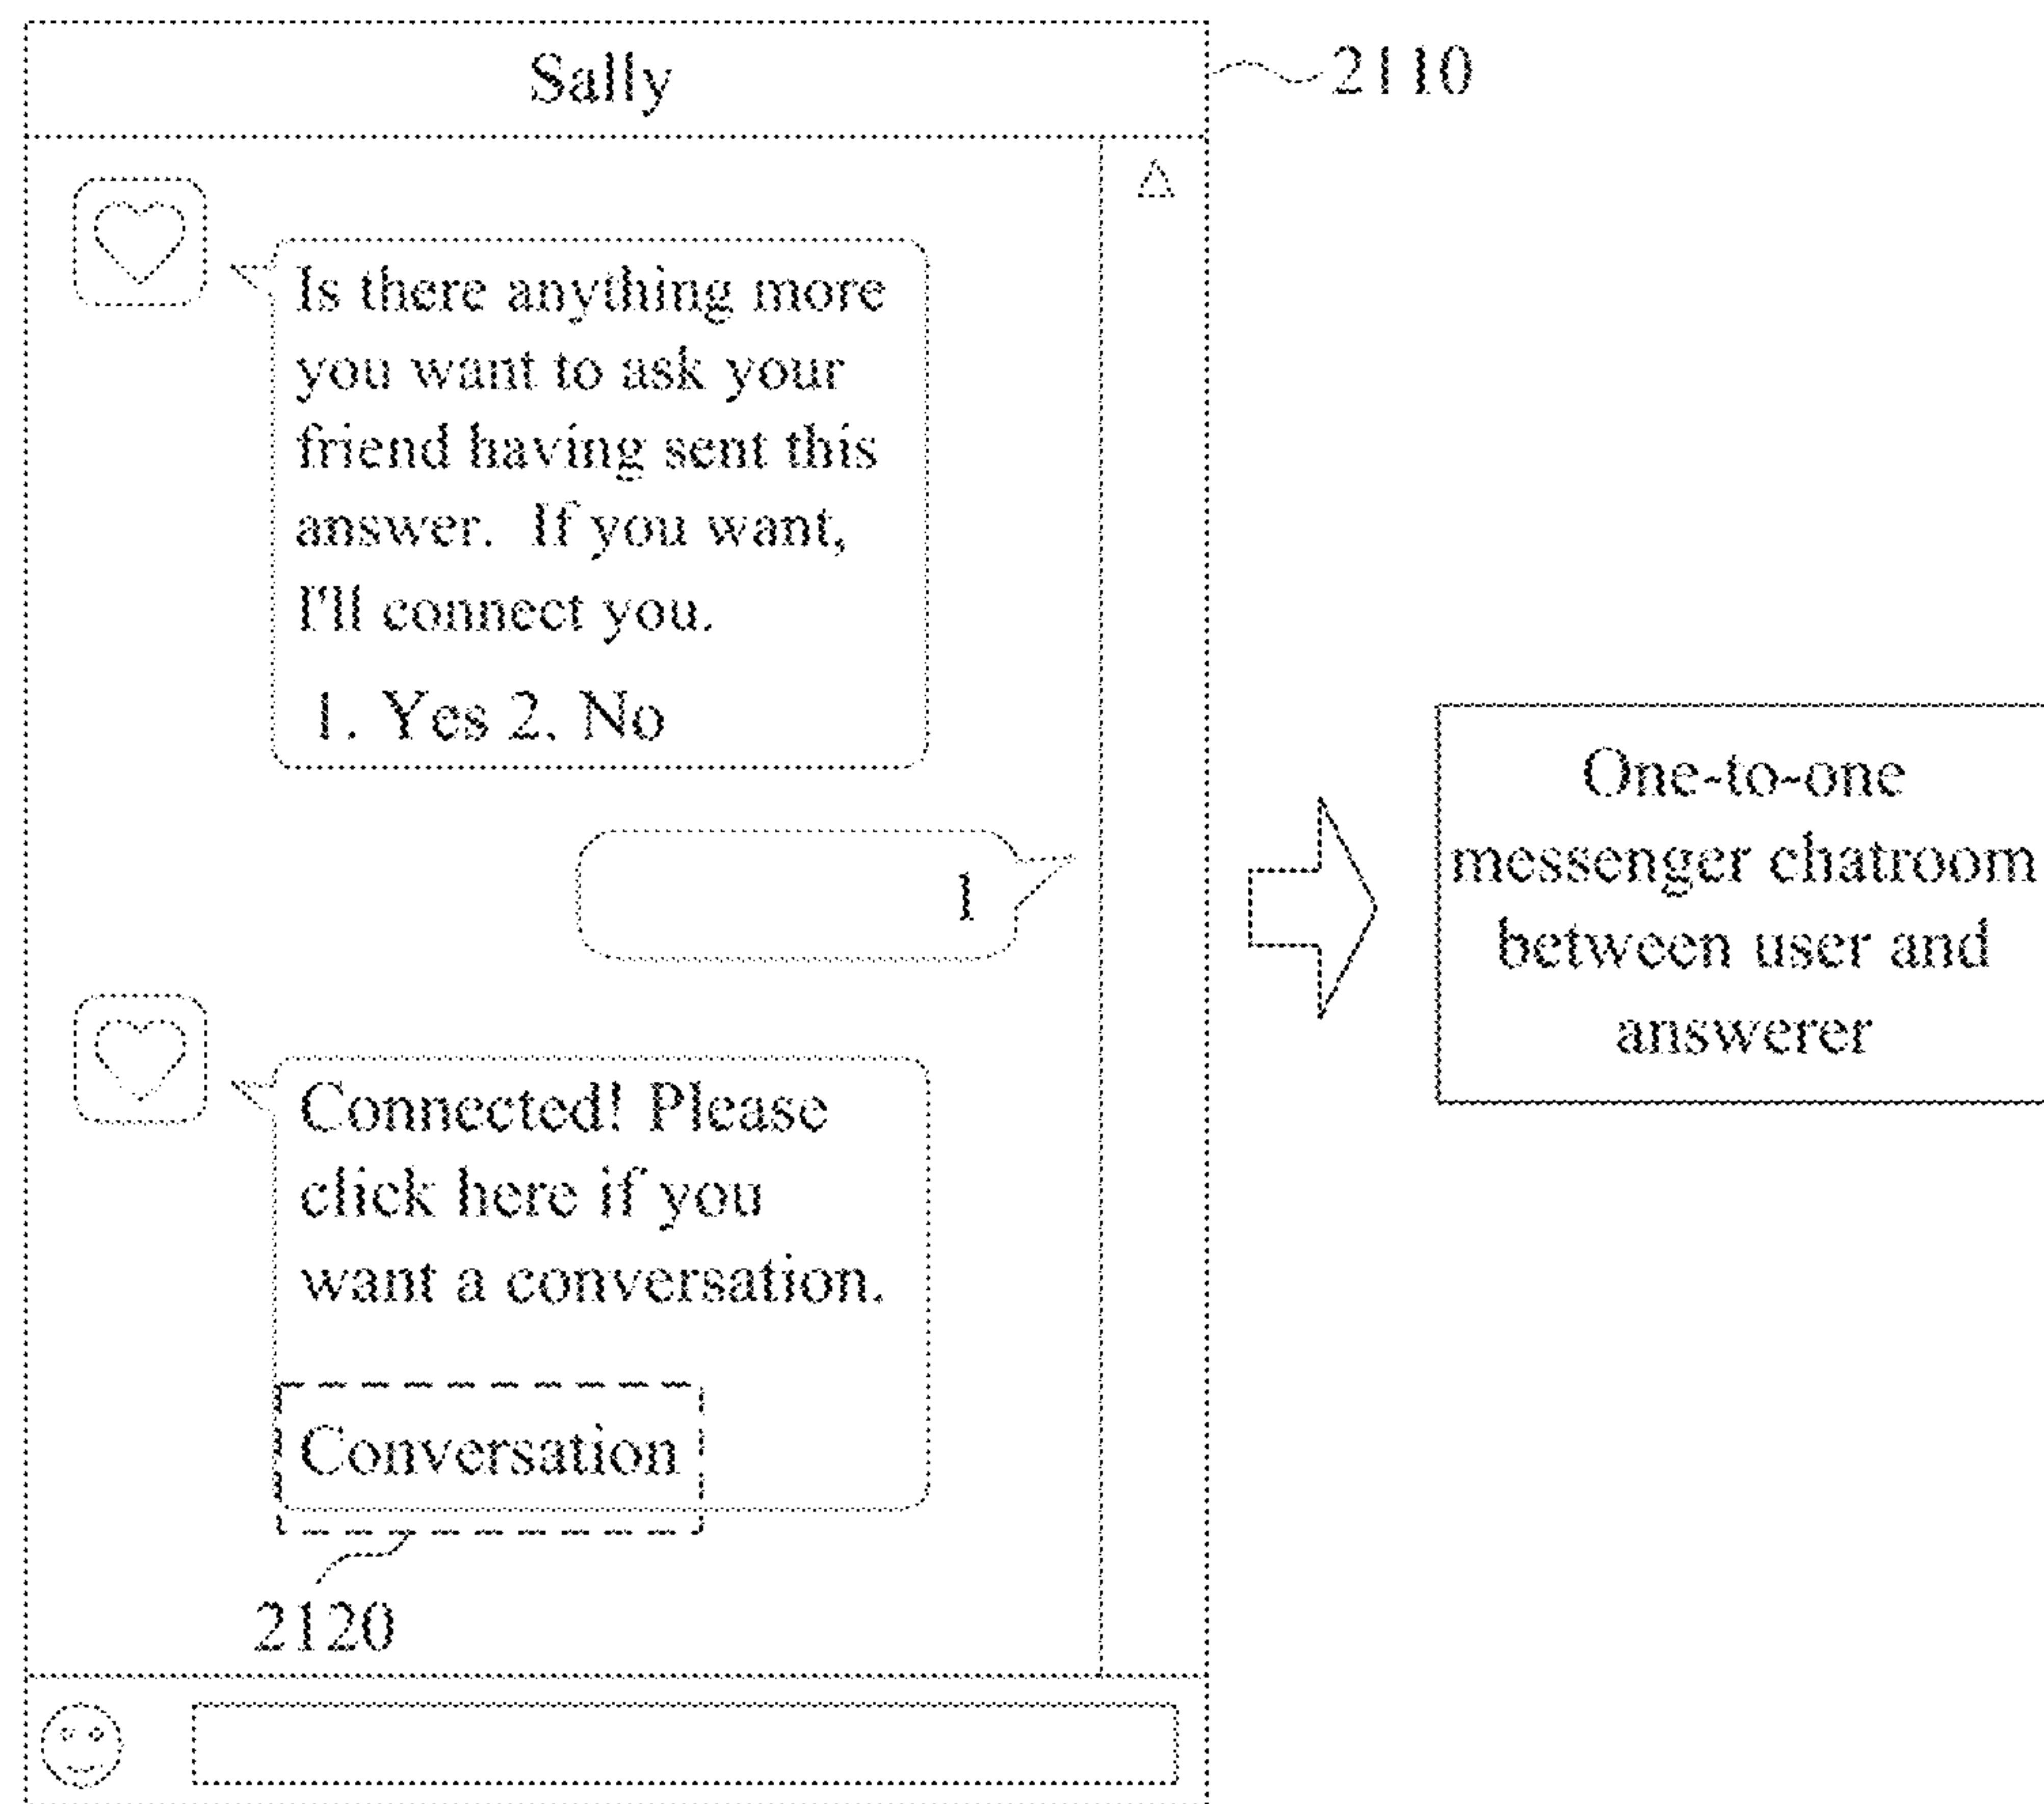 Sally
2110
Is there anything more
you want to ask your
friend having sent this
answer. If you want,
I'll connect you.
1. Yes 2. No
1
Connected! Please
click here if you
want a conversation.
Conversation
2120
One-to-one
messenger chatroom
between user and
answerer